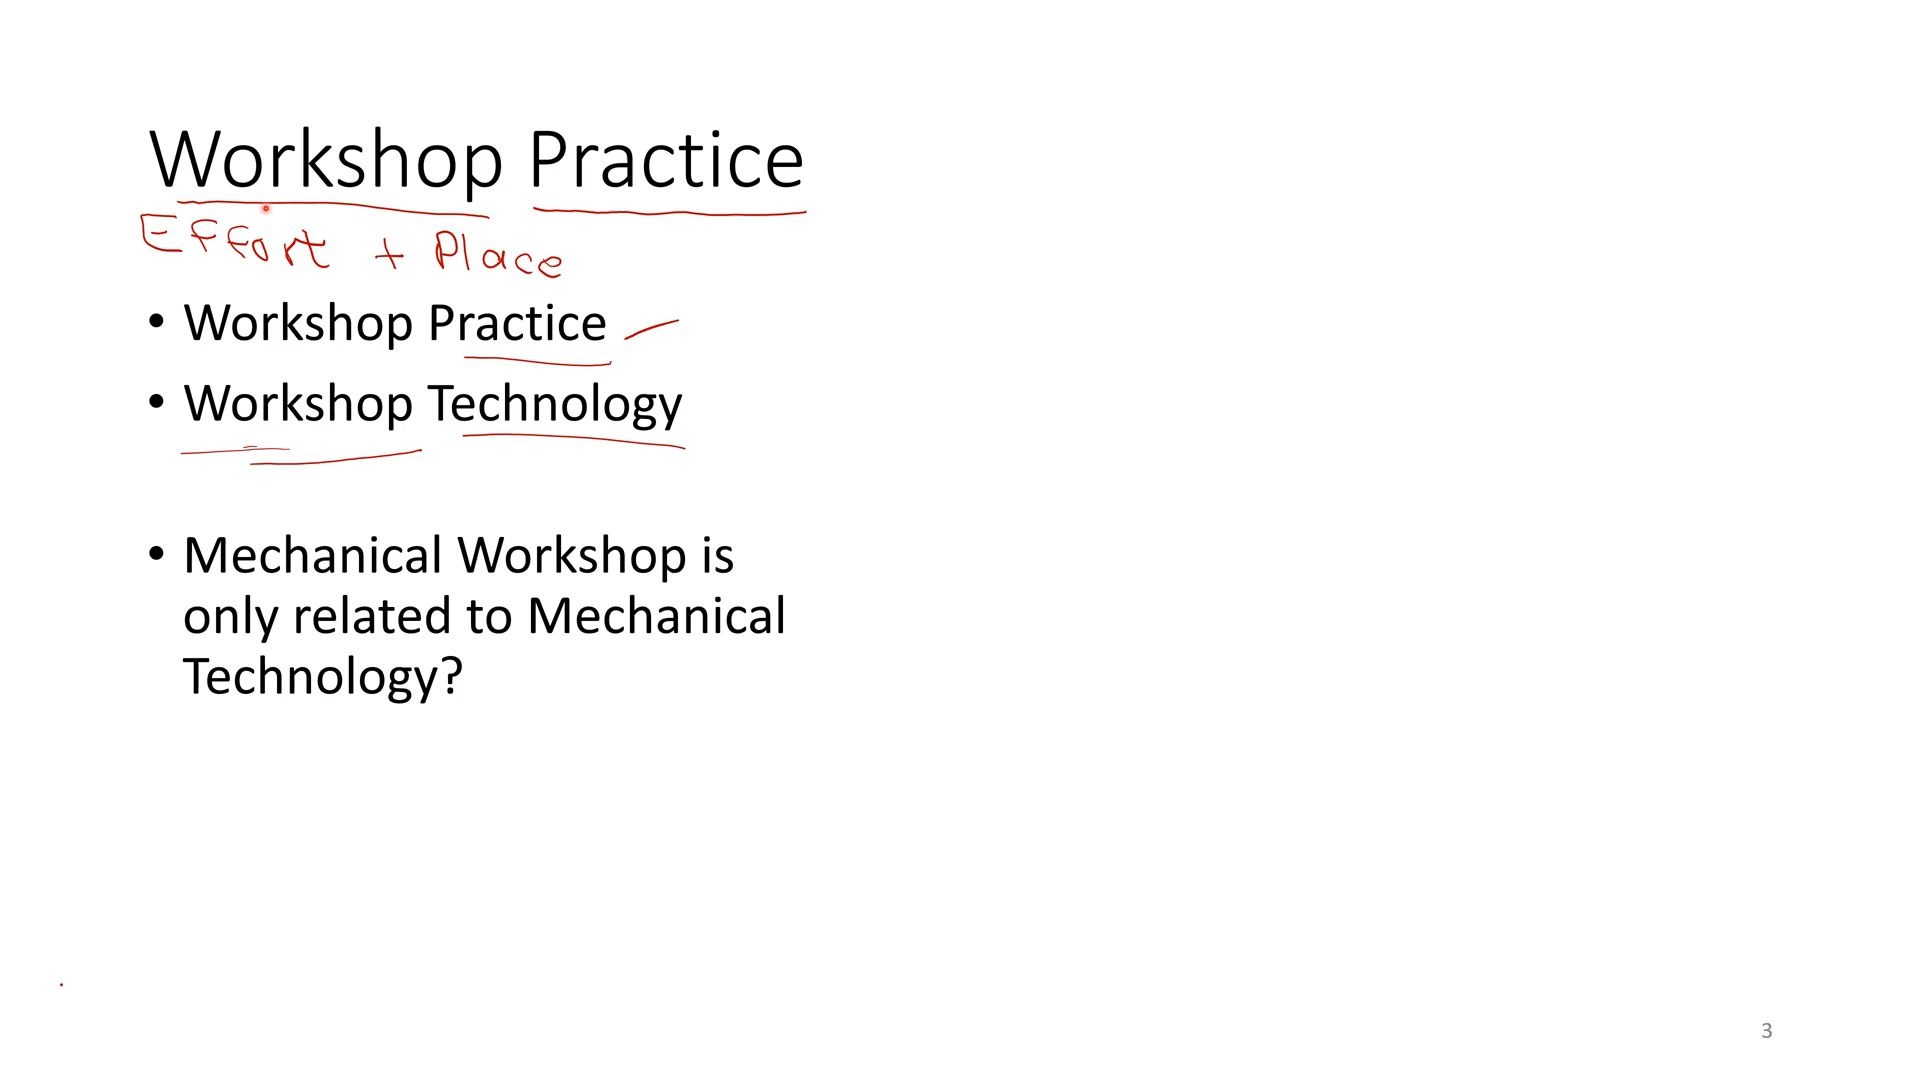 Workshop Practice
Effort + Place
• Workshop Practice
• Workshop Technology
• Mechanical Workshop is
only related to Mechanical
Technology?
3